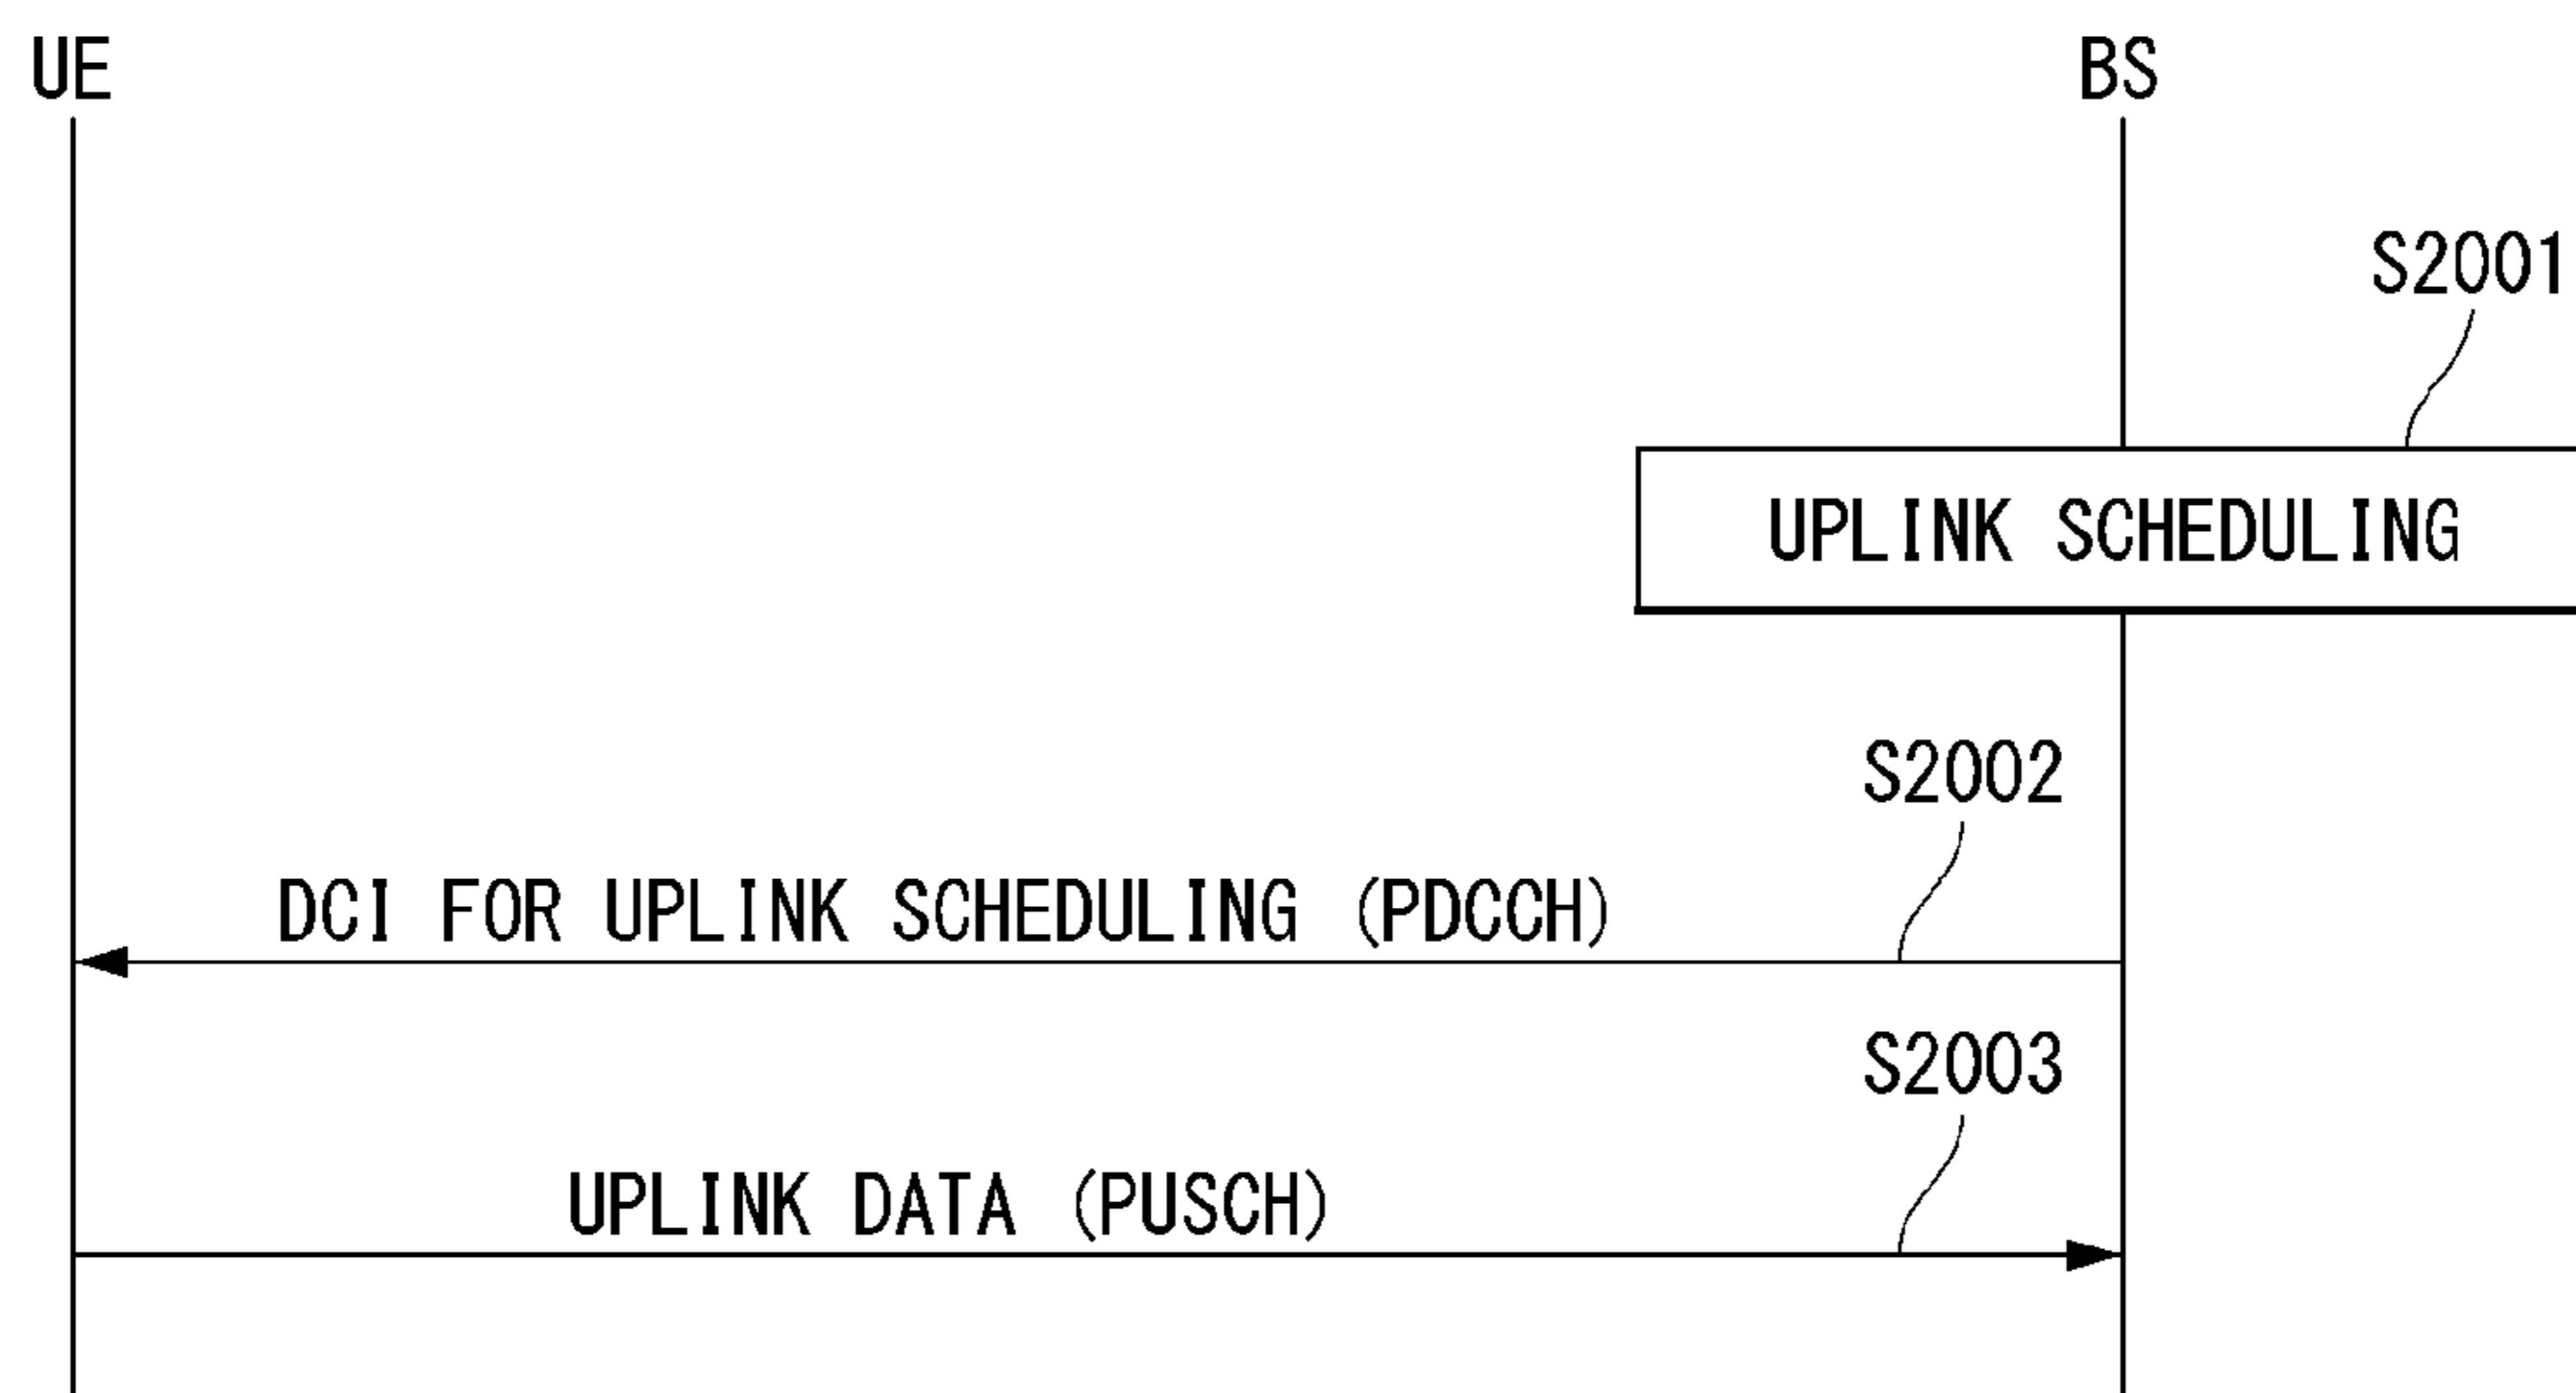 UE
BS
S2001
UPLINK SCHEDULING
S2002
DCI FOR UPLINK SCHEDULING (PDCCH)
S2003
UPLINK DATA (PUSCH)